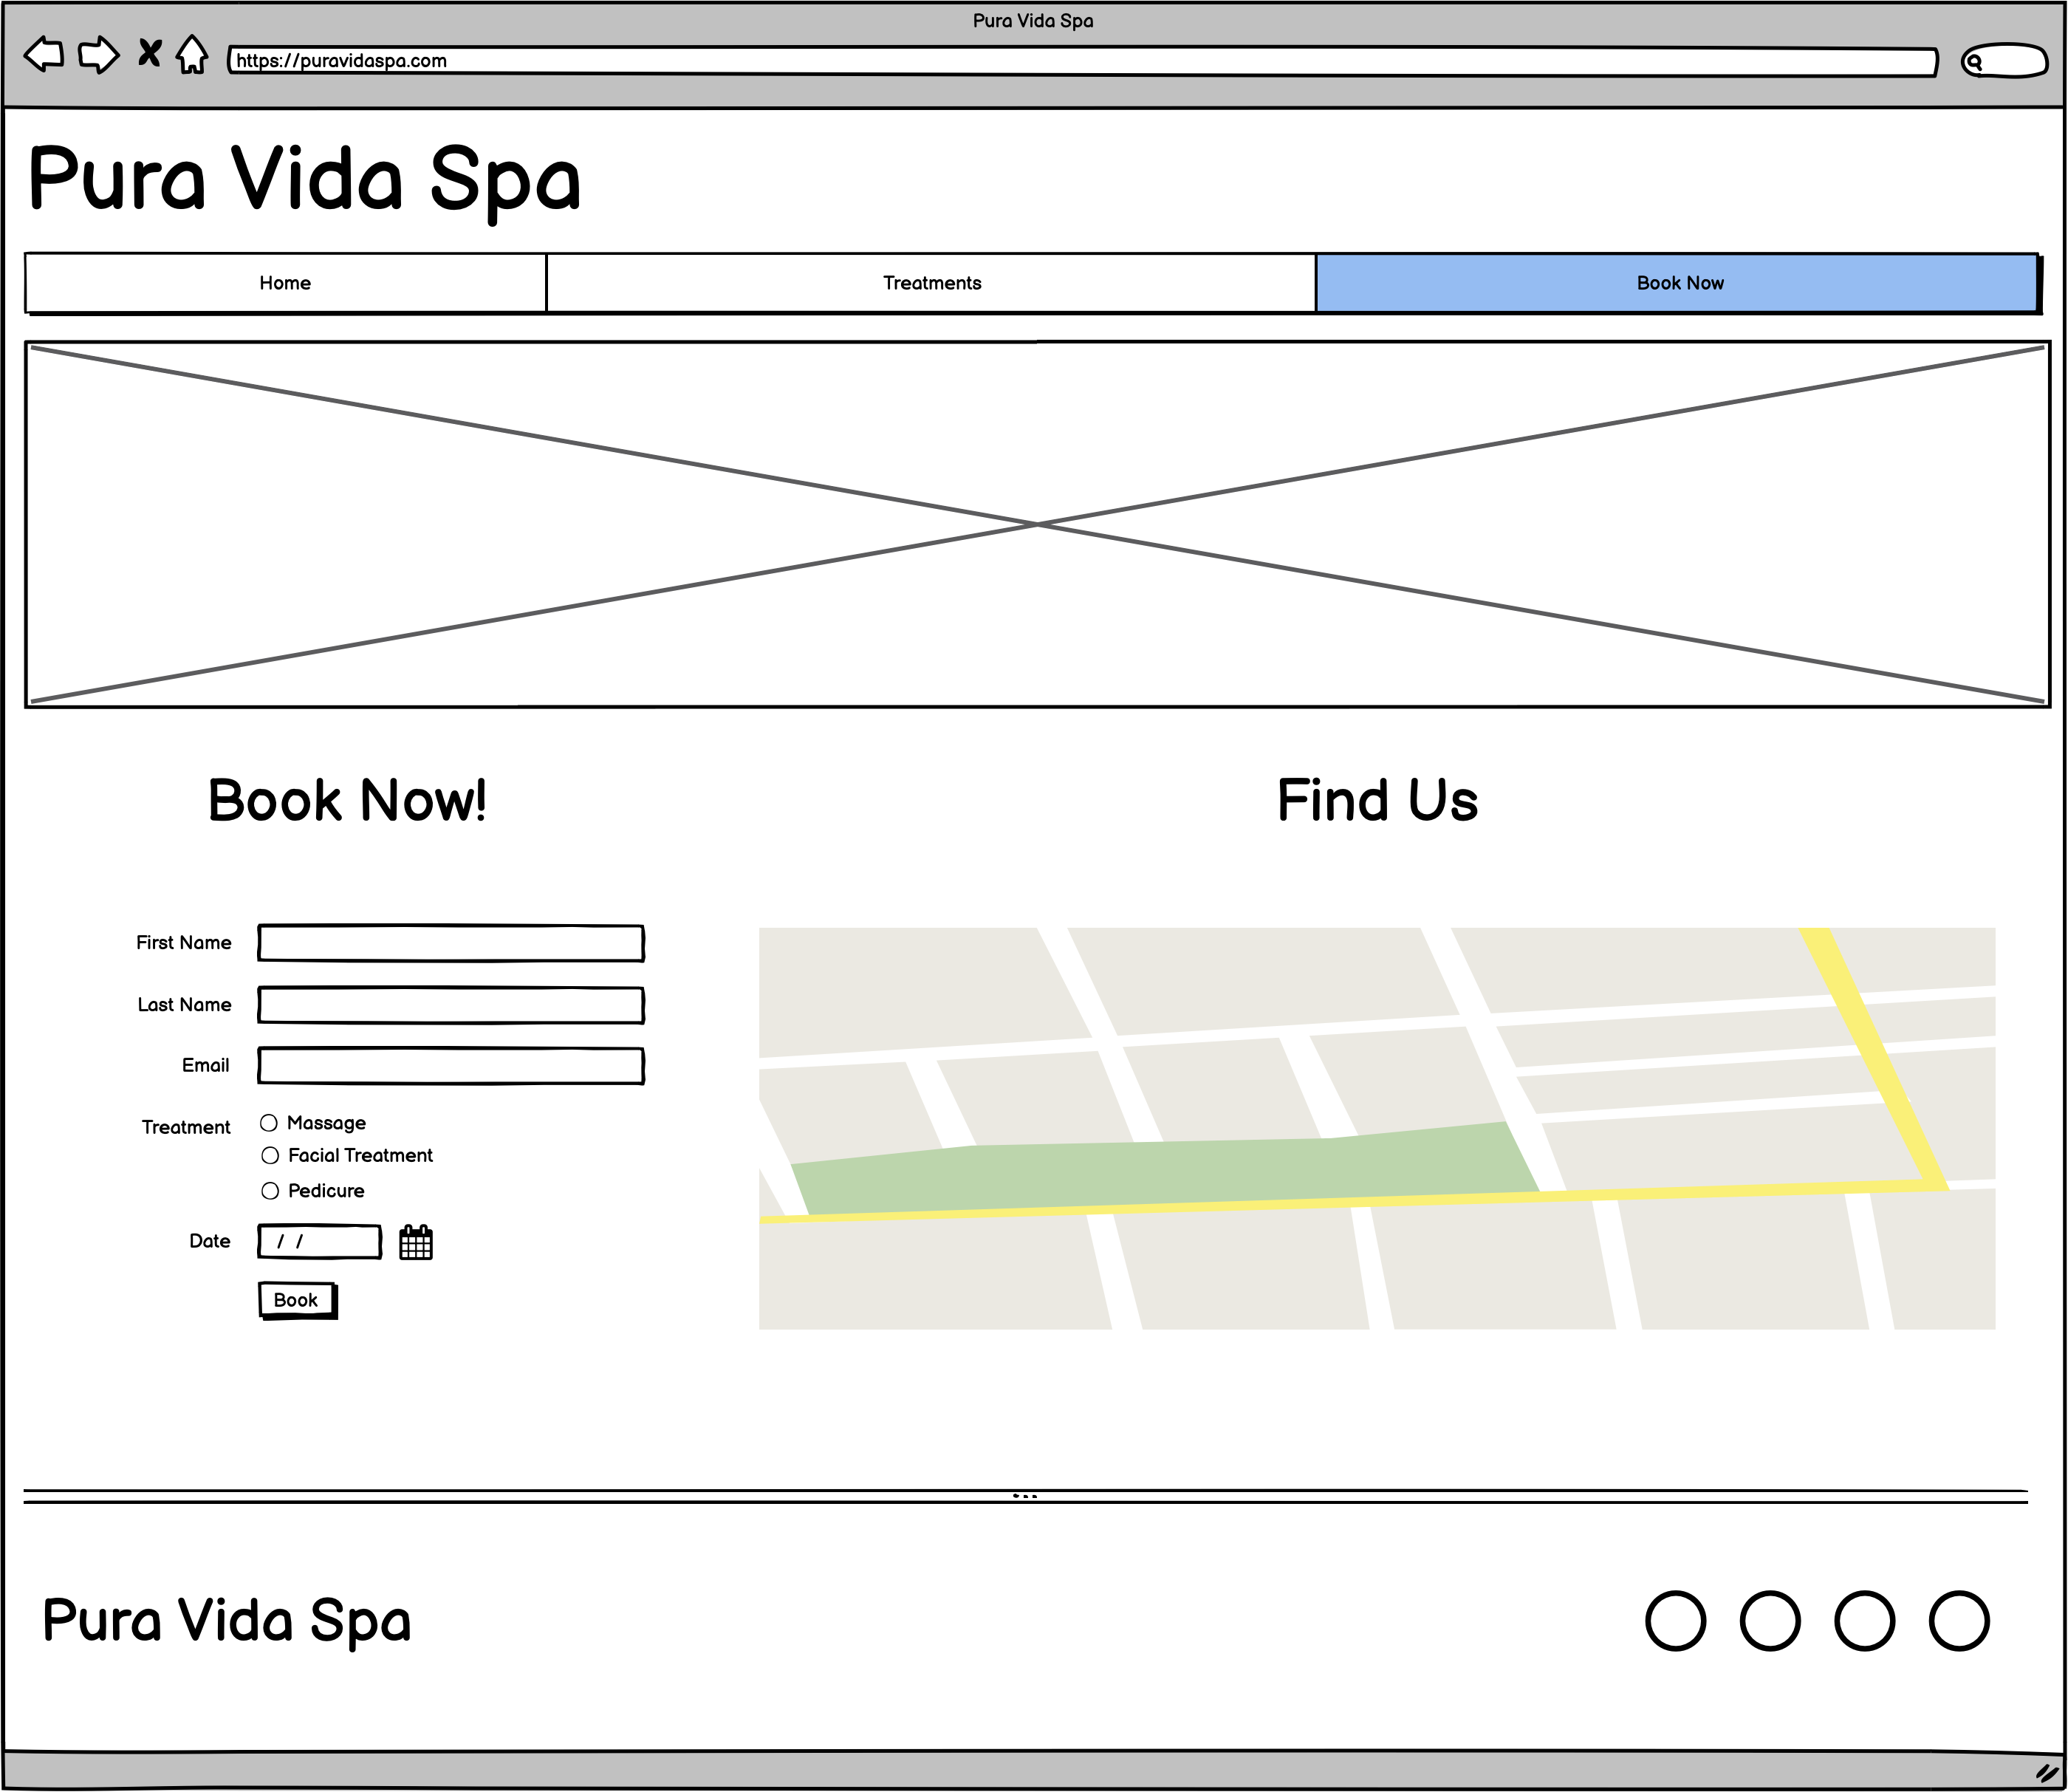 Pura Vida Spa
https://puravidaspa.com
Pura Vida Spa
Home
Treatments
Book Now
Book Now!
Find Us
First Name
Last Name
Email
Treatment
Massage
Facial Treatment
Pedicure
Date
/ /
Book
Pura Vida Spa